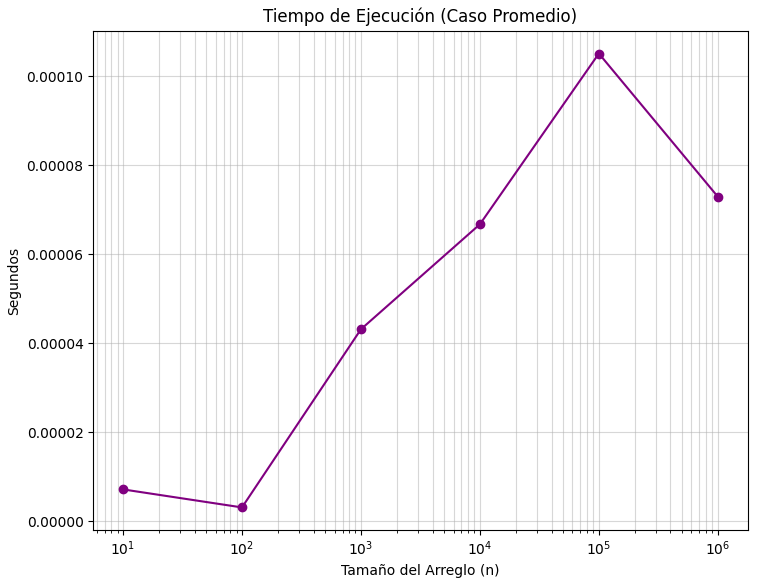 Tiempo de Ejecución (Caso Promedio)
0.00010
0.00008
0.00006
0.00004
0.00002
0.00000
Segundos
10¹ 10² 10³ 10⁴ 10⁵ 10⁶
Tamaño del Arreglo (n)